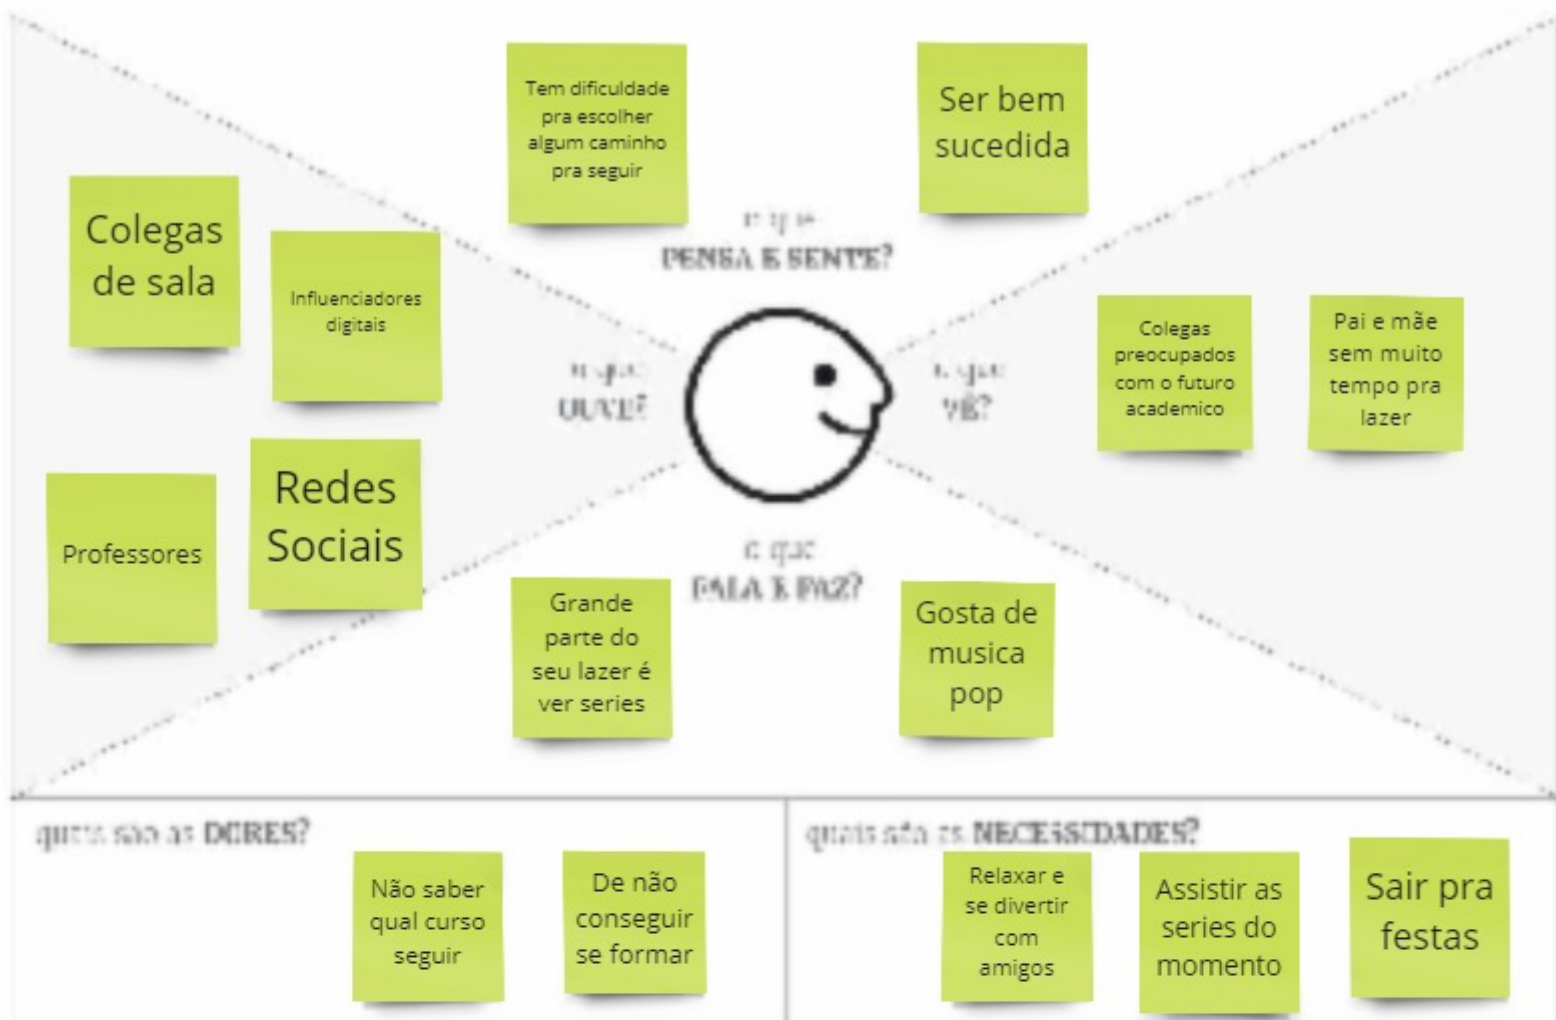 Tem dificuldade
pra escolher
algum caminho
pra seguir
Ser bem
sucedida
o que
PENSA E SENTE?
Colegas
de sala
Influenciadores
digitais
Professores
Redes
Sociais
o que
OUVE?
o que
VÊ?
Colegas
preocupados
com o futuro
academico
Pai e mãe
sem muito
tempo pra
lazer
o que
FALA E FAZ?
Grande
parte do
seu lazer é
ver series
Gosta de
musica
pop
quais são as DORES?
Não saber
qual curso
seguir
De não
conseguir
se formar
quais são as NECESSIDADES?
Relaxar e
se divertir
com
amigos
Assistir as
series do
momento
Sair pra
festas